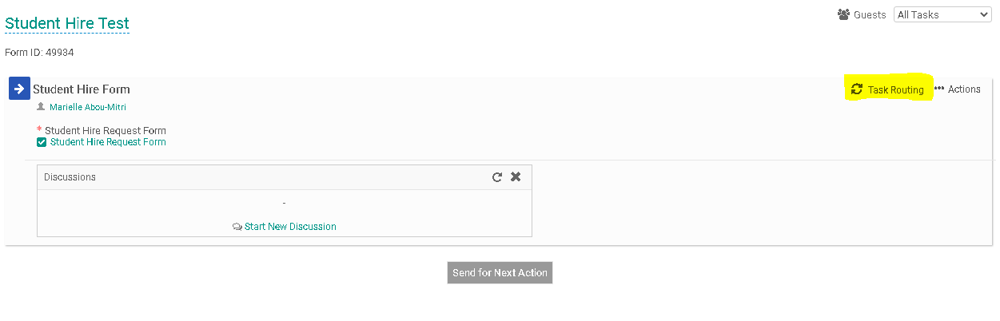 Student Hire Test
Guests All Tasks
Form ID: 49934
Student Hire Form
Task Routing
Actions
Marielle Abou-Mitri
* Student Hire Request Form
Student Hire Request Form
Discussions
-
Start New Discussion
Send for Next Action